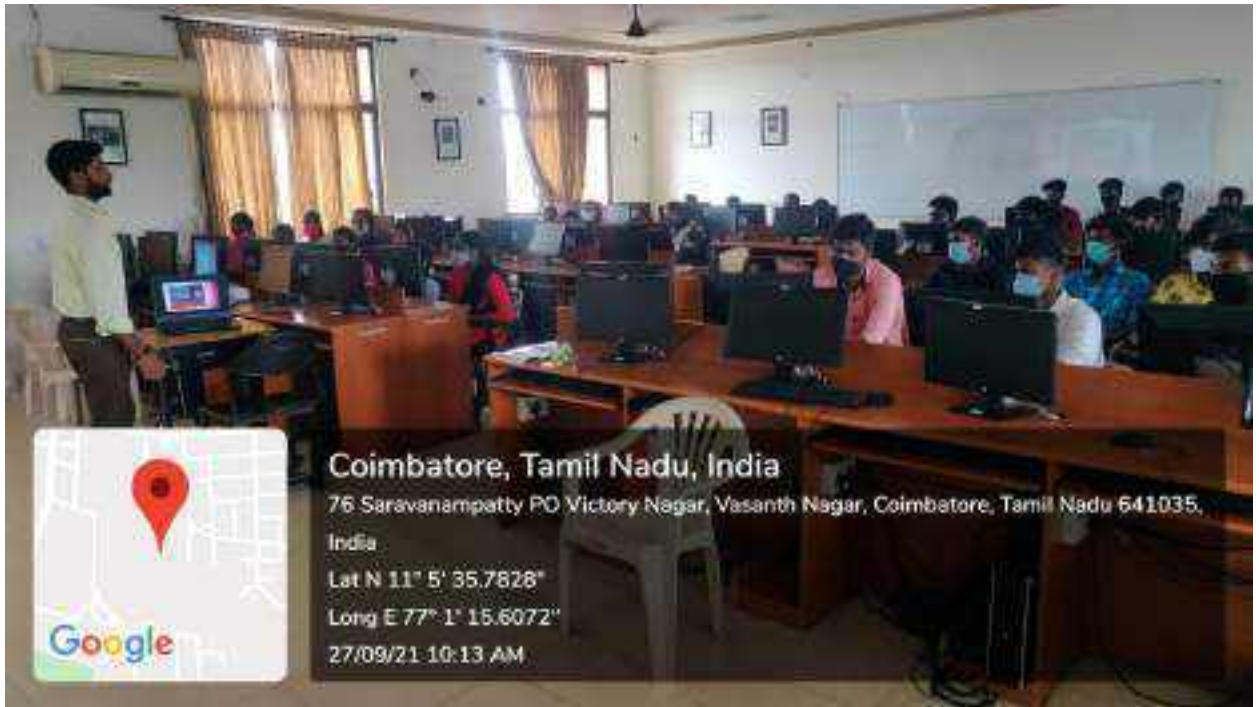 Coimbatore, Tamil Nadu, India
76 Saravanampatty PO Victory Nagar, Vasanth Nagar, Coimbatore, Tamil Nadu 641035,
India
Lat N 11° 5' 35.7828"
Long E 77° 1' 15.6072"
27/09/21 10:13 AM
Google